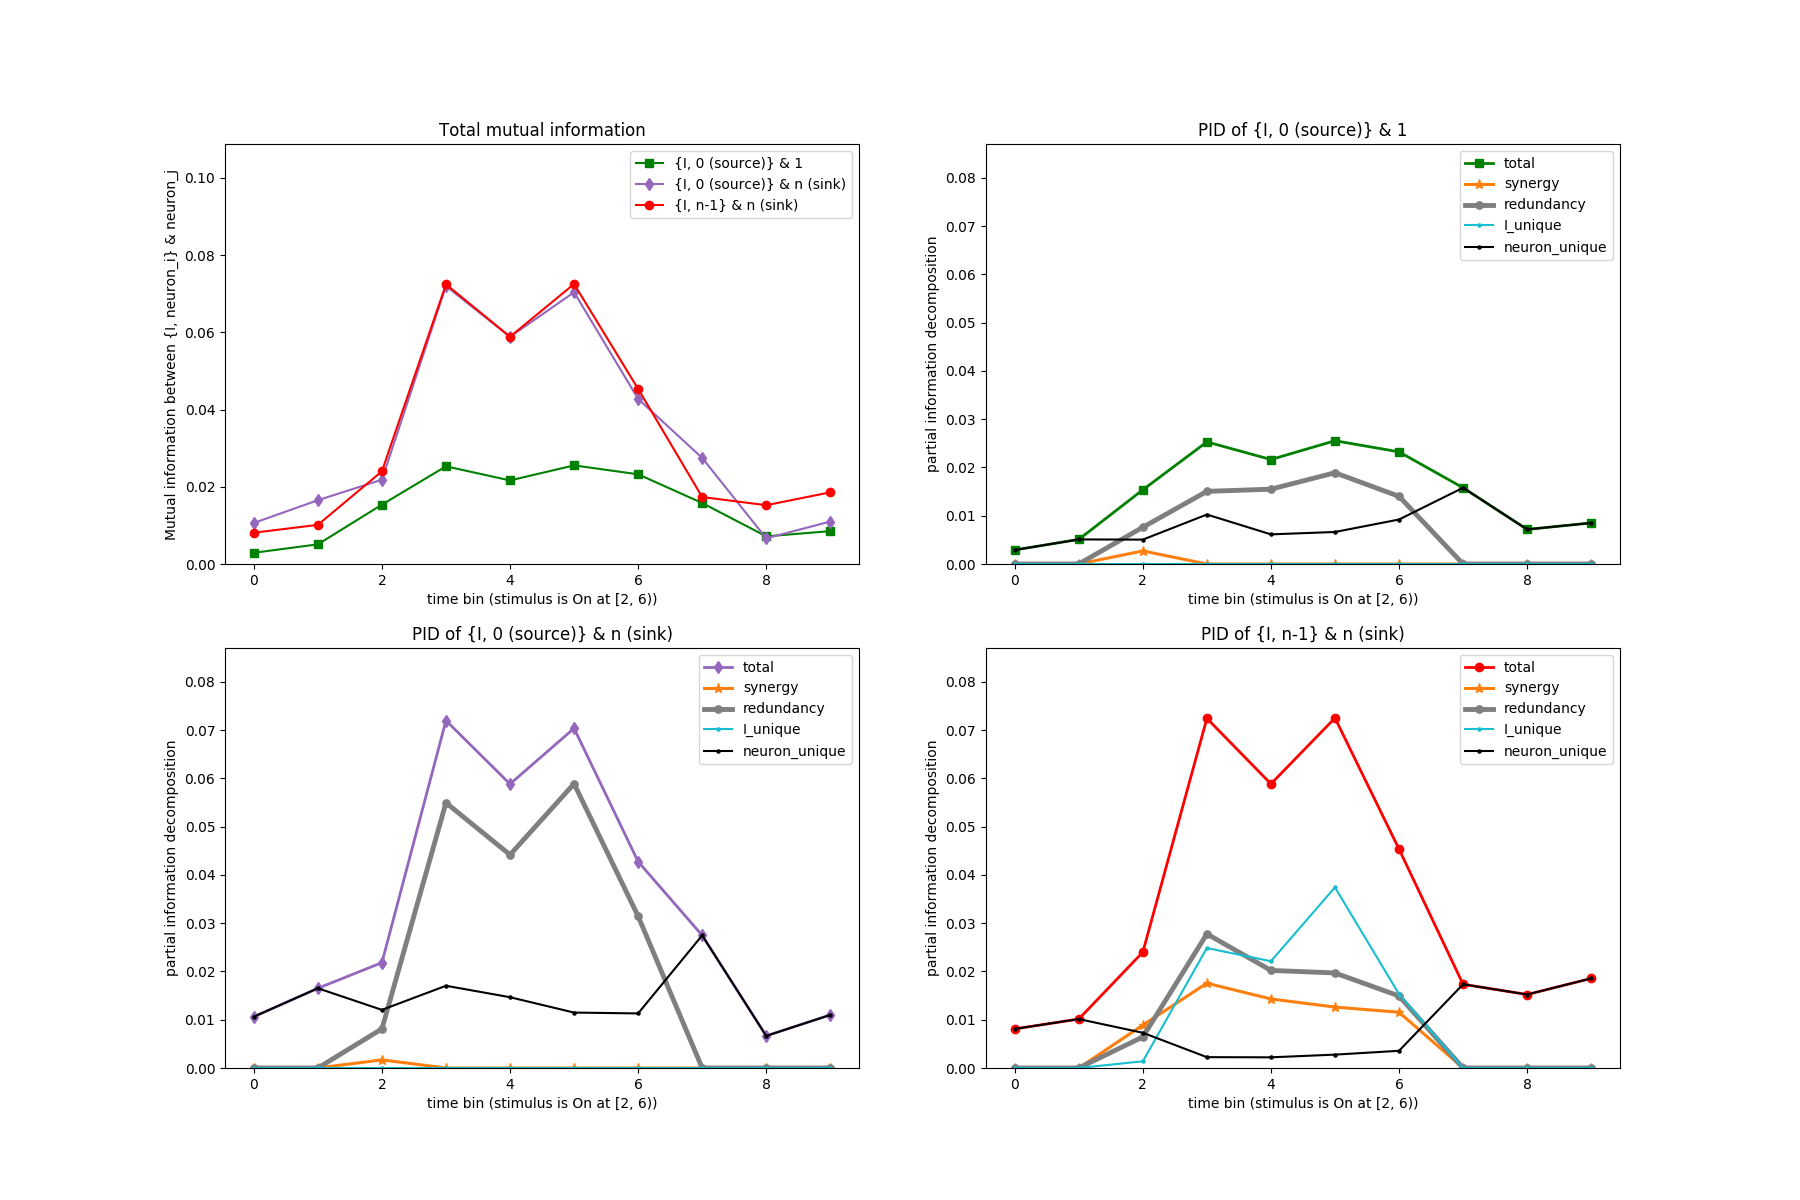 Total mutual information
Mutual information between {I, neuron_i} & neuron_j
0.10
0.08
0.06
0.04
0.02
0.00
{I, 0 (source)} & 1
{I, 0 (source)} & n (sink)
{I, n-1} & n (sink)
0 2 4 6 8
time bin (stimulus is On at [2, 6))
PID of {I, 0 (source)} & 1
partial information decomposition
0.08
0.07
0.06
0.05
0.04
0.03
0.02
0.01
0.00
total
synergy
redundancy
I_unique
neuron_unique
0 2 4 6 8
time bin (stimulus is On at [2, 6))
PID of {I, 0 (source)} & n (sink)
partial information decomposition
0.08
0.07
0.06
0.05
0.04
0.03
0.02
0.01
0.00
total
synergy
redundancy
I_unique
neuron_unique
0 2 4 6 8
time bin (stimulus is On at [2, 6))
PID of {I, n-1} & n (sink)
partial information decomposition
0.08
0.07
0.06
0.05
0.04
0.03
0.02
0.01
0.00
total
synergy
redundancy
I_unique
neuron_unique
0 2 4 6 8
time bin (stimulus is On at [2, 6))